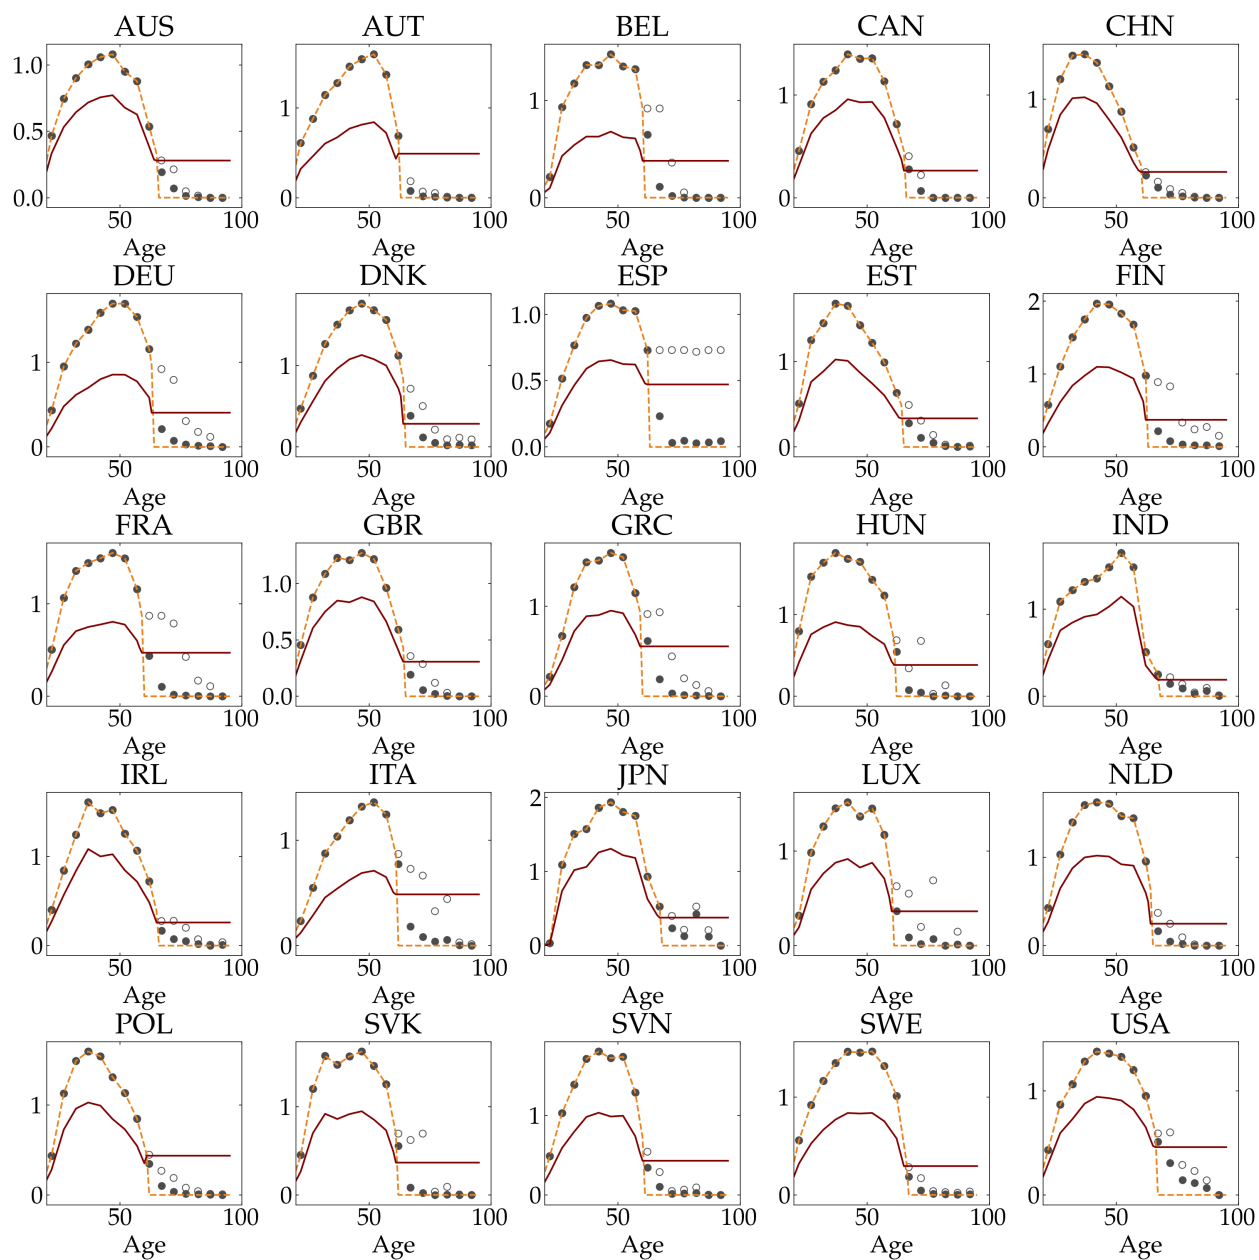 AUS AUT BEL CAN CHN
1.0 1 1 1 1
0.5
0.0 0 0 0 0
50 100 50 100 50 100 50 100 50 100
Age Age Age Age Age
DEU DNK ESP EST FIN
1 1 1.0 1 2
0.5 1
0 0 0.0 0 0
50 100 50 100 50 100 50 100 50 100
Age Age Age Age Age
FRA GBR GRC HUN IND
1 1.0 1 1 1
0.5
0 0.0 0 0 0
50 100 50 100 50 100 50 100 50 100
Age Age Age Age Age
IRL ITA JPN LUX NLD
1 1 2 1 1
1
0 0 0 0 0
50 100 50 100 50 100 50 100 50 100
Age Age Age Age Age
POL SVK SVN SWE USA
1 1 1 1 1
0 0 0 0 0
50 100 50 100 50 100 50 100 50 100
Age Age Age Age Age